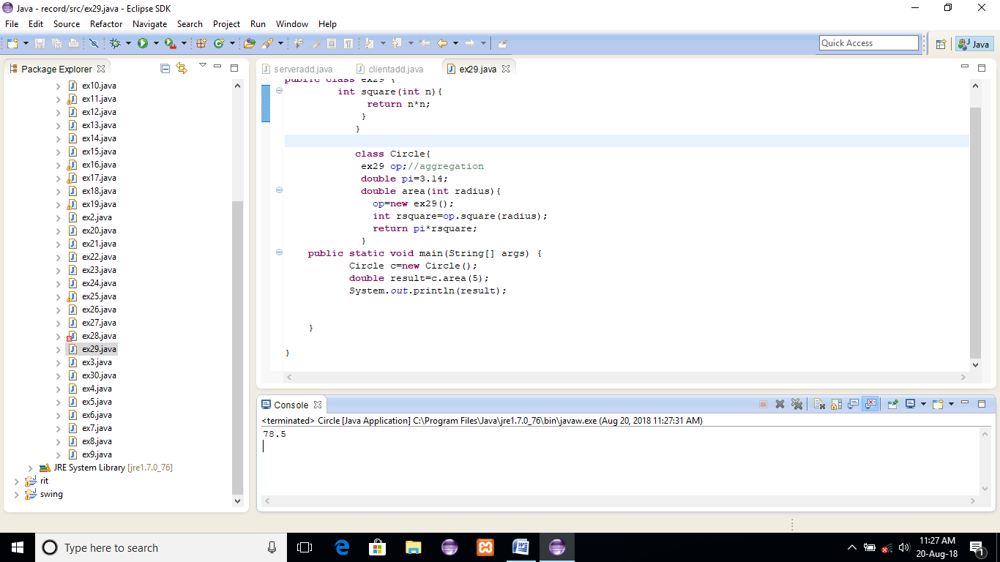 Java - record/src/ex29.java - Eclipse SDK
File Edit Source Refactor Navigate Search Project Run Window Help
Quick Access
Java
Package Explorer
ex10.java
ex11.java
ex12.java
ex13.java
ex14.java
ex15.java
ex16.java
ex17.java
ex18.java
ex19.java
ex2.java
ex20.java
ex21.java
ex22.java
ex23.java
ex24.java
ex25.java
ex26.java
ex27.java
ex28.java
ex29.java
ex3.java
ex30.java
ex4.java
ex5.java
ex6.java
ex7.java
ex8.java
ex9.java
JRE System Library [jre1.7.0_76]
rit
swing
serveradd.java clientadd.java ex29.java
public class ex29 {
int square(int n){
return n*n;
}
}
class Circle{
ex29 op;//aggregation
double pi=3.14;
double area(int radius){
op=new ex29();
int rsquare=op.square(radius);
return pi*rsquare;
}
public static void main(String[] args) {
Circle c=new Circle();
double result=c.area(5);
System.out.println(result);
}
}
Console
<terminated> Circle [Java Application] C:\Program Files\Java\jre1.7.0_76\bin\javaw.exe (Aug 20, 2018 11:27:31 AM)
78.5
Type here to search
11:27 AM
20-Aug-18
1